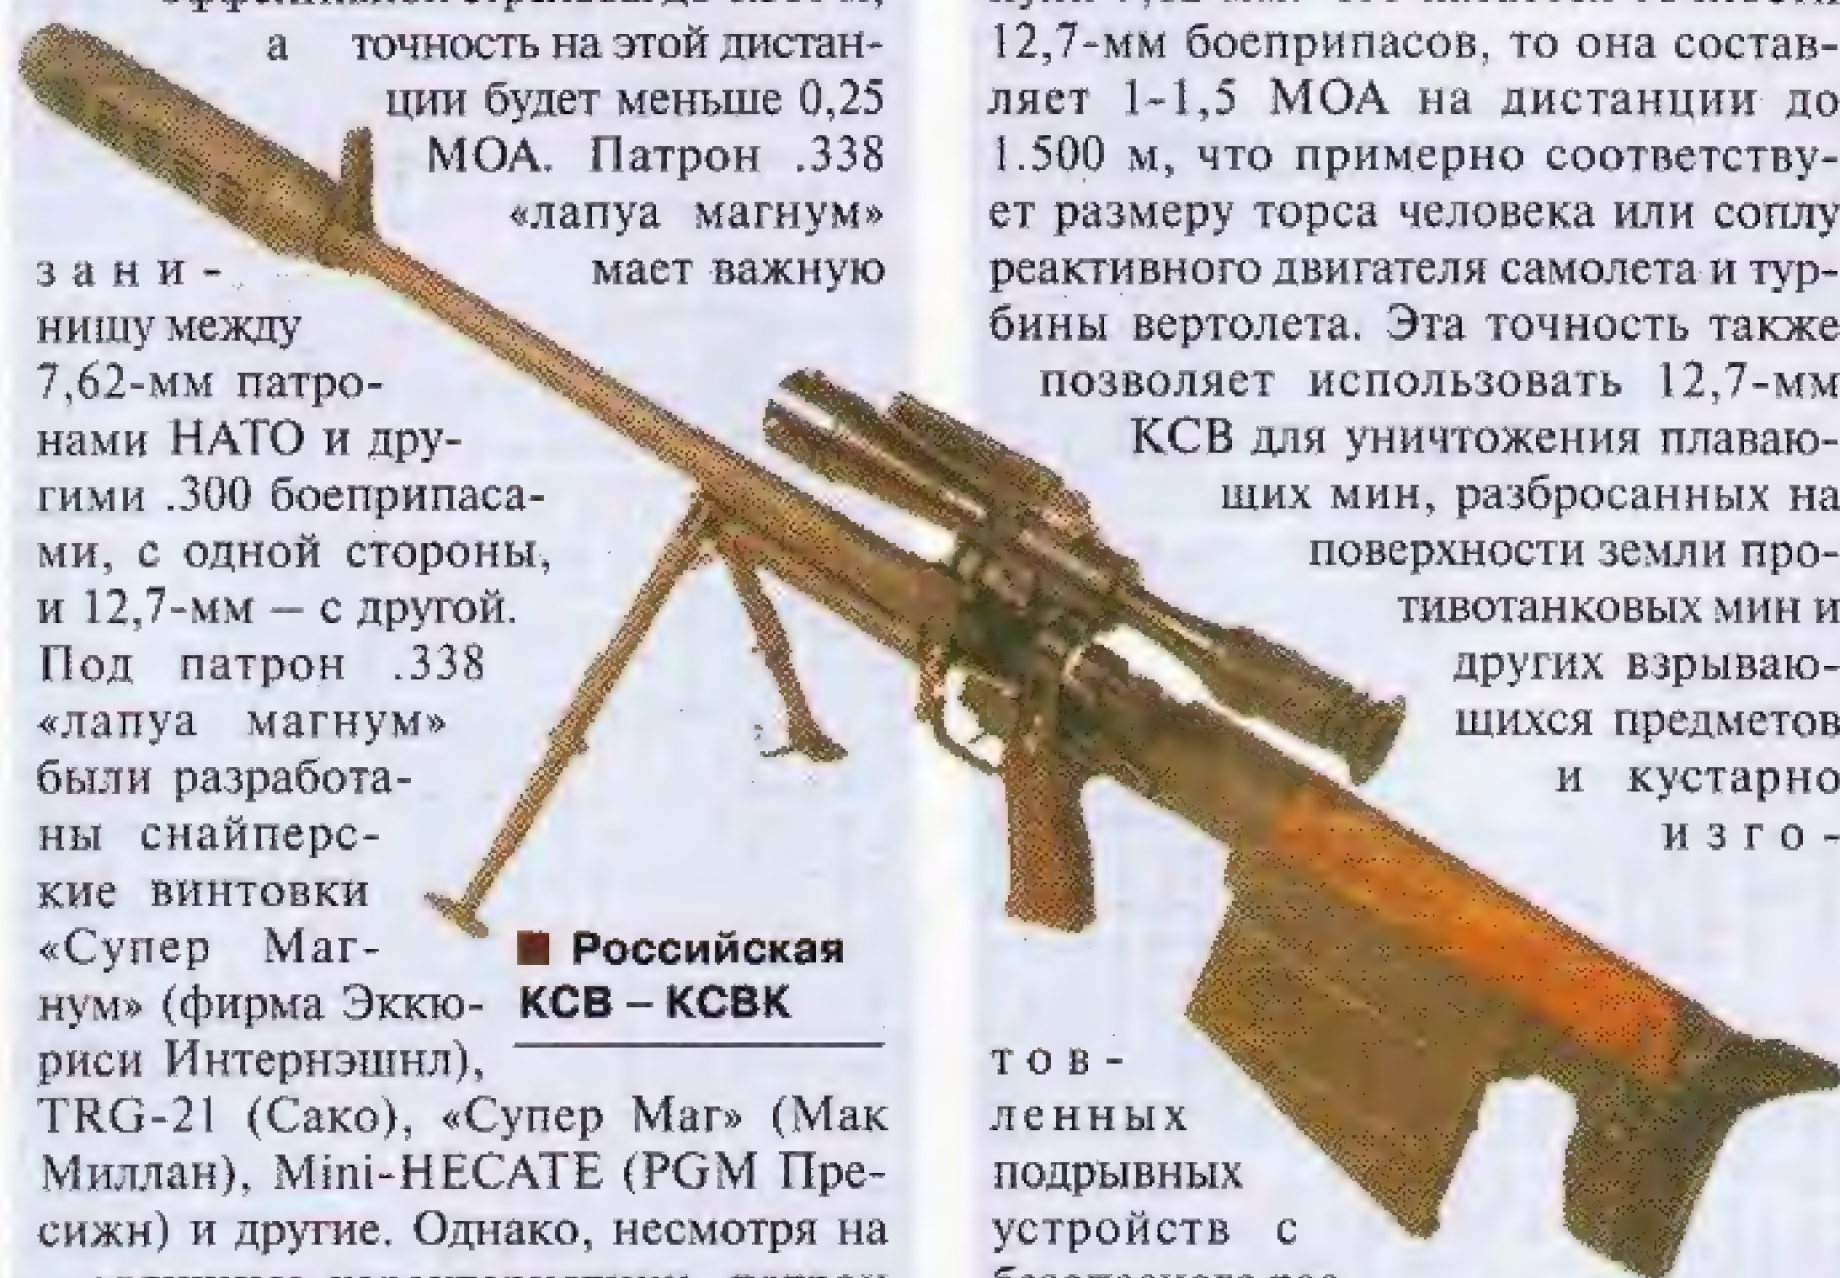 а точность на этой дистан-
ции будет меньше 0,25
МОА. Патрон .338
«лапуа магнум»
зани- мает важную
нишу между
7,62-мм патро-
нами НАТО и дру-
гими .300 боеприпаса-
ми, с одной стороны,
и 12,7-мм — с другой.
Под патрон .338
«лапуа магнум»
были разработа-
ны снайперс-
кие винтовки
«Супер Маг-
нум» (фирма Эккю-
риси Интернэшнл),
TRG-21 (Сако), «Супер Маг» (Мак
Миллан), Mini-HECATE (PGM Пре-
сижн) и другие. Однако, несмотря на
Российская
КСВ – КСВК
12,7-мм боеприпасов, то она состав-
ляет 1-1,5 МОА на дистанции до
1.500 м, что примерно соответству-
ет размеру торса человека или соплу
реактивного двигателя самолета и тур-
бины вертолета. Эта точность также
позволяет использовать 12,7-мм
КСВ для уничтожения плаваю-
щих мин, разбросанных на
поверхности земли про-
тивотанковых мин и
других взрываю-
щихся предметов
и кустарно
изго-
тов-
ленных
подрывных
устройств с